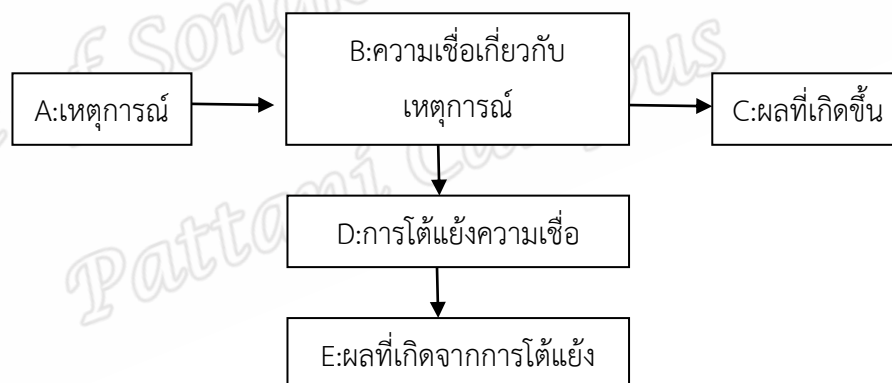 B:ความเชื่อเกี่ยวกับ
เหตุการณ์
A:เหตุการณ์
C:ผลที่เกิดขึ้น
D:การโต้แย้งความเชื่อ
E:ผลที่เกิดจากการโต้แย้ง
Pattani Campus